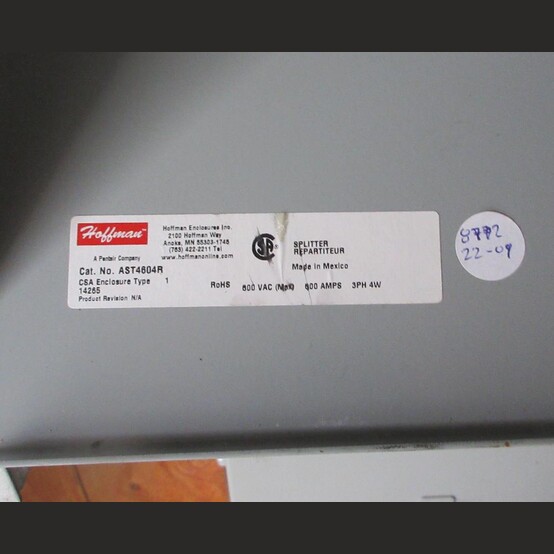 Hoffman
A Pentair Company
Hoffman Enclosures Inc.
2100 Hoffman Way
Anoka, MN 55303-1745
(763) 422-2211 Tel
www.hoffmanonline.com
SPLITTER
REPARTITEUR
Made in Mexico
Cat. No. AST4604R
CSA Enclosure Type 1
14265
Product Revision N/A
RoHS 600 VAC (Max) 600 AMPS 3PH 4W
8772
22-09